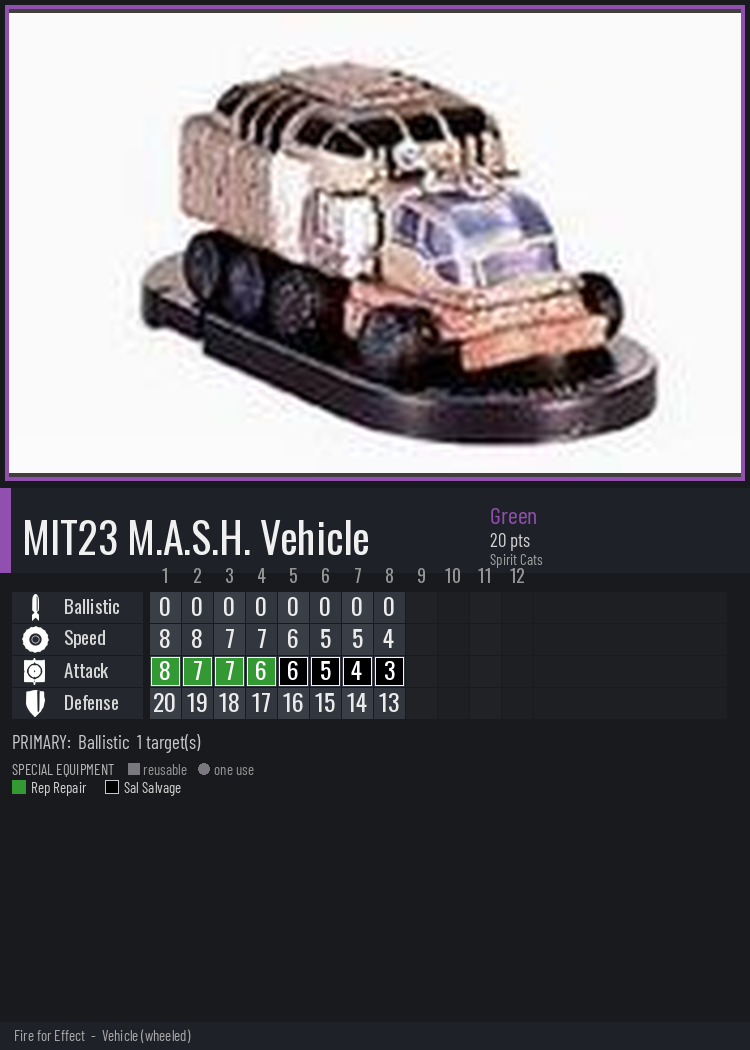 MIT23 M.A.S.H. Vehicle
Green
20 pts
Spirit Cats
1 2 3 4 5 6 7 8 9 10 11 12
Ballistic 0 0 0 0 0 0 0 0
Speed 8 8 7 7 6 5 5 4
Attack 8 7 7 6 6 5 4 3
Defense 20 19 18 17 16 15 14 13
PRIMARY: Ballistic 1 target(s)
SPECIAL EQUIPMENT reusable one use
Rep Repair Sal Salvage
Fire for Effect - Vehicle (wheeled)